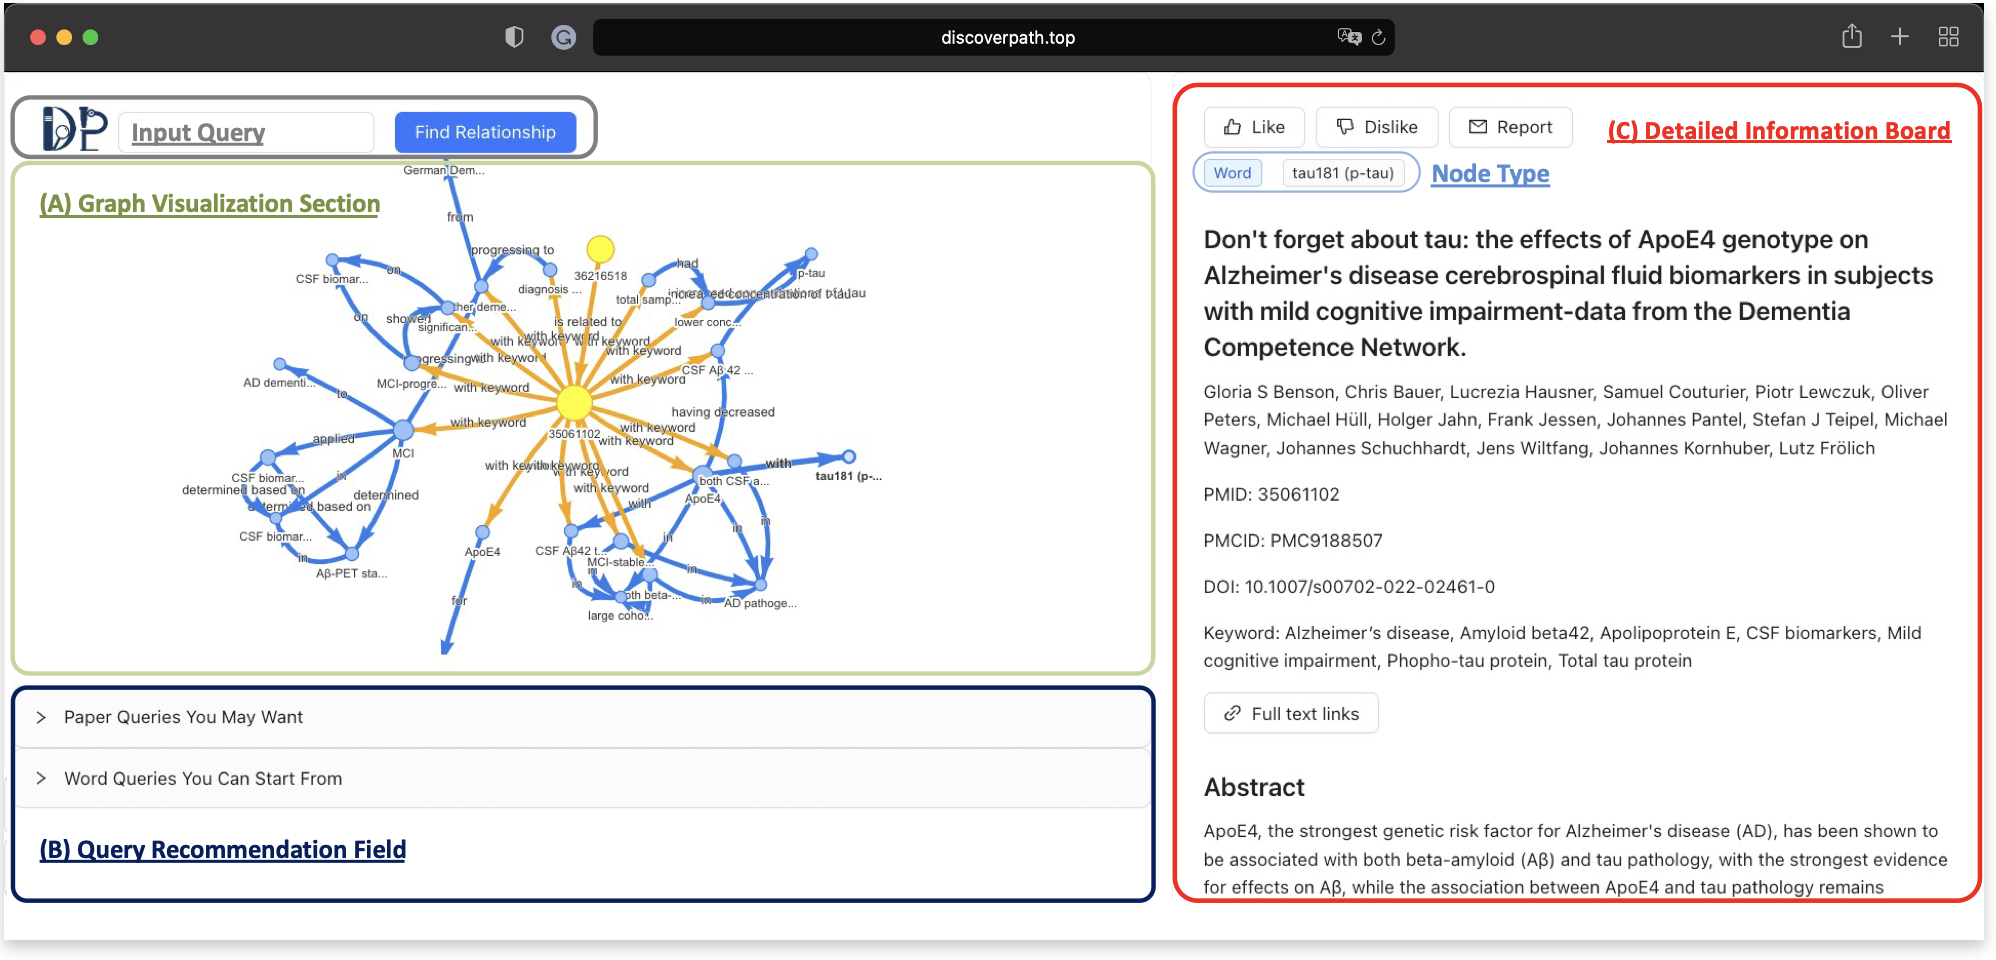 discoverpath.top
DP
Input Query
Find Relationship
(A) Graph Visualization Section
German Dem...
from
progressing to
36216518
had
p-tau
CSF biomar...
on
diagnosis ...
total samp...
increased concentration of t-tau
ther deme...
on
showed
significan...
is related to
lower conc...
with keyword
with keyword
with keyword
with keyword
with keyword
CSF Aβ 42 ...
AD dementi...
MCI-progre...
with keyword
with keyword
to
having decreased
with keyword
35061102
with keyword
with keyword
applied
MCI
with keyword
with keyword
with keyword
with
both CSF a...
tau181 (p-...
CSF biomar...
in
determined based on
determined
with keyword
ApoE4
determined based on
with
CSF biomar...
in
in
in
in
ApoE4
CSF Aβ42 t...
MCI-stable...
Aβ-PET sta...
in
in
in
for
oth beta-...
in
AD pathoge...
large coho...
Paper Queries You May Want
Word Queries You Can Start From
(B) Query Recommendation Field
Like
Dislike
Report
(C) Detailed Information Board
Word
tau181 (p-tau)
Node Type
Don't forget about tau: the effects of ApoE4 genotype on
Alzheimer's disease cerebrospinal fluid biomarkers in subjects
with mild cognitive impairment-data from the Dementia
Competence Network.
Gloria S Benson, Chris Bauer, Lucrezia Hausner, Samuel Couturier, Piotr Lewczuk, Oliver
Peters, Michael Hüll, Holger Jahn, Frank Jessen, Johannes Pantel, Stefan J Teipel, Michael
Wagner, Johannes Schuchhardt, Jens Wiltfang, Johannes Kornhuber, Lutz Frölich
PMID: 35061102
PMCID: PMC9188507
DOI: 10.1007/s00702-022-02461-0
Keyword: Alzheimer’s disease, Amyloid beta42, Apolipoprotein E, CSF biomarkers, Mild
cognitive impairment, Phopho-tau protein, Total tau protein
Full text links
Abstract
ApoE4, the strongest genetic risk factor for Alzheimer's disease (AD), has been shown to
be associated with both beta-amyloid (Aβ) and tau pathology, with the strongest evidence
for effects on Aβ, while the association between ApoE4 and tau pathology remains